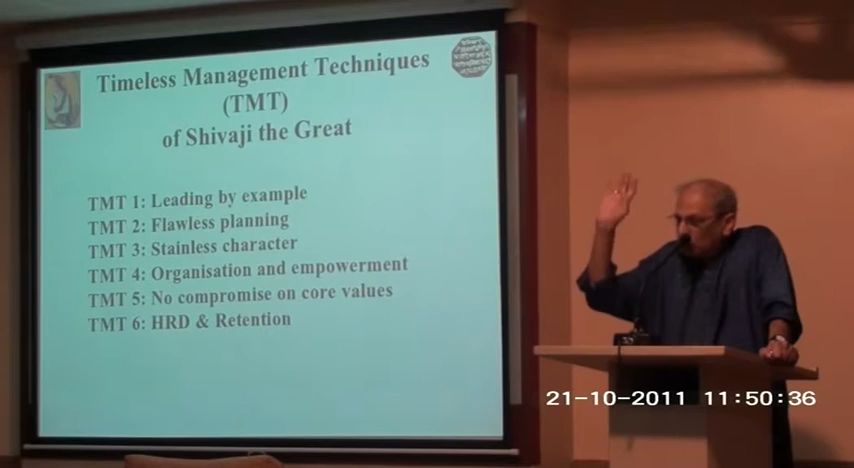 Timeless Management Techniques
(TMT)
of Shivaji the Great
TMT 1: Leading by example
TMT 2: Flawless planning
TMT 3: Stainless character
TMT 4: Organisation and empowerment
TMT 5: No compromise on core values
TMT 6: HRD & Retention
21-10-2011 11:50:36